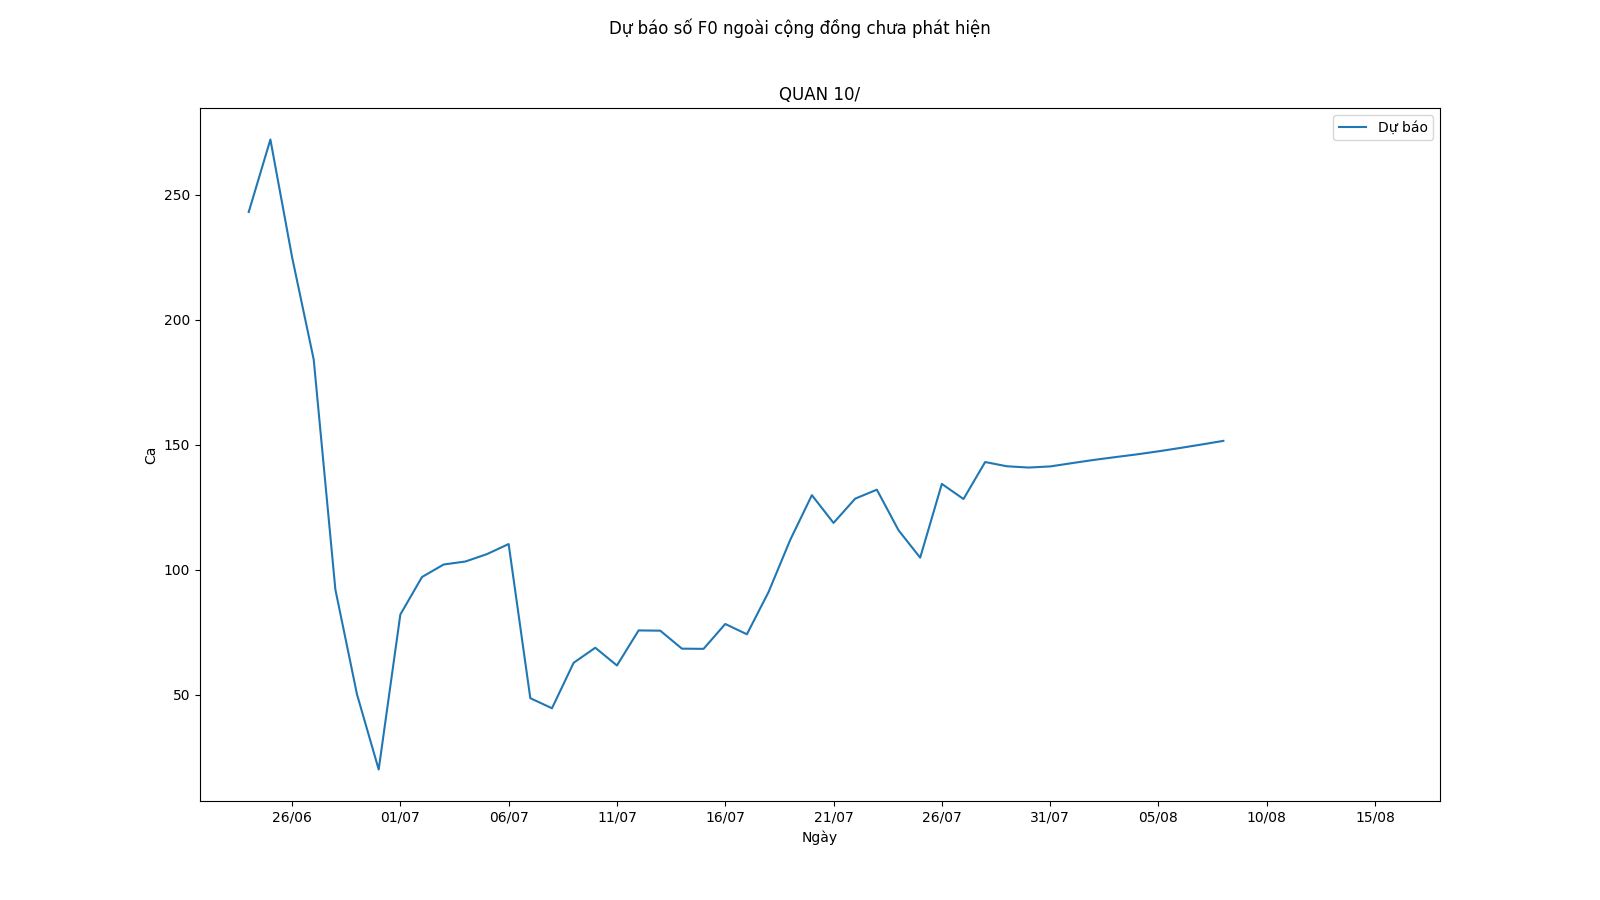 Dự báo số F0 ngoài cộng đồng chưa phát hiện
QUAN 10/
Dự báo
250
200
150
100
50
Ca
26/06 01/07 06/07 11/07 16/07 21/07 26/07 31/07 05/08 10/08 15/08
Ngày